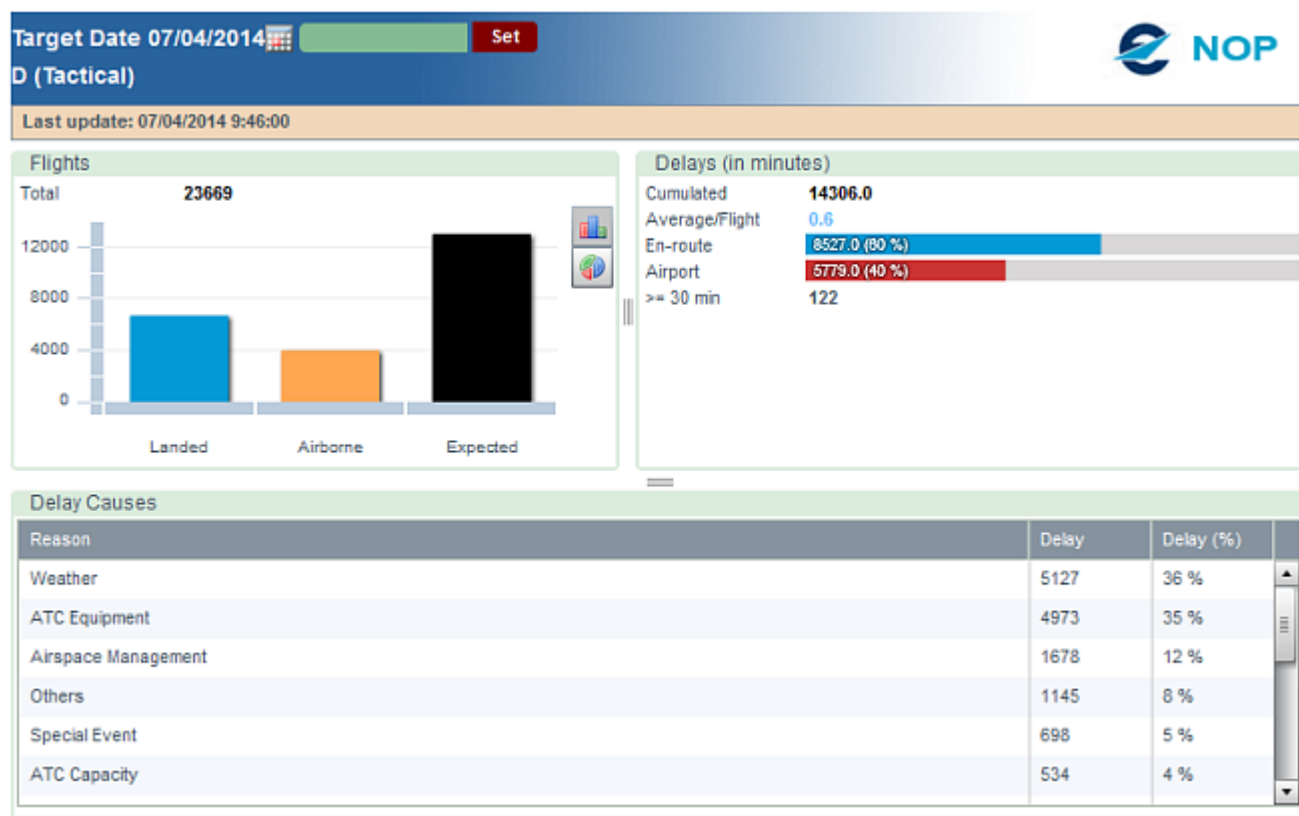 Target Date 07/04/2014 Set
NOP
D (Tactical)
Last update: 07/04/2014 9:46:00
Flights
Total 23669
12000
8000
4000
0
Landed Airborne Expected
Delays (in minutes)
Cumulated 14306.0
Average/Flight 0.6
En-route 8527.0 (60 %)
Airport 5779.0 (40 %)
>= 30 min 122
Delay Causes
Reason Delay Delay (%)
Weather 5127 36 %
ATC Equipment 4973 35 %
Airspace Management 1678 12 %
Others 1145 8 %
Special Event 698 5 %
ATC Capacity 534 4 %